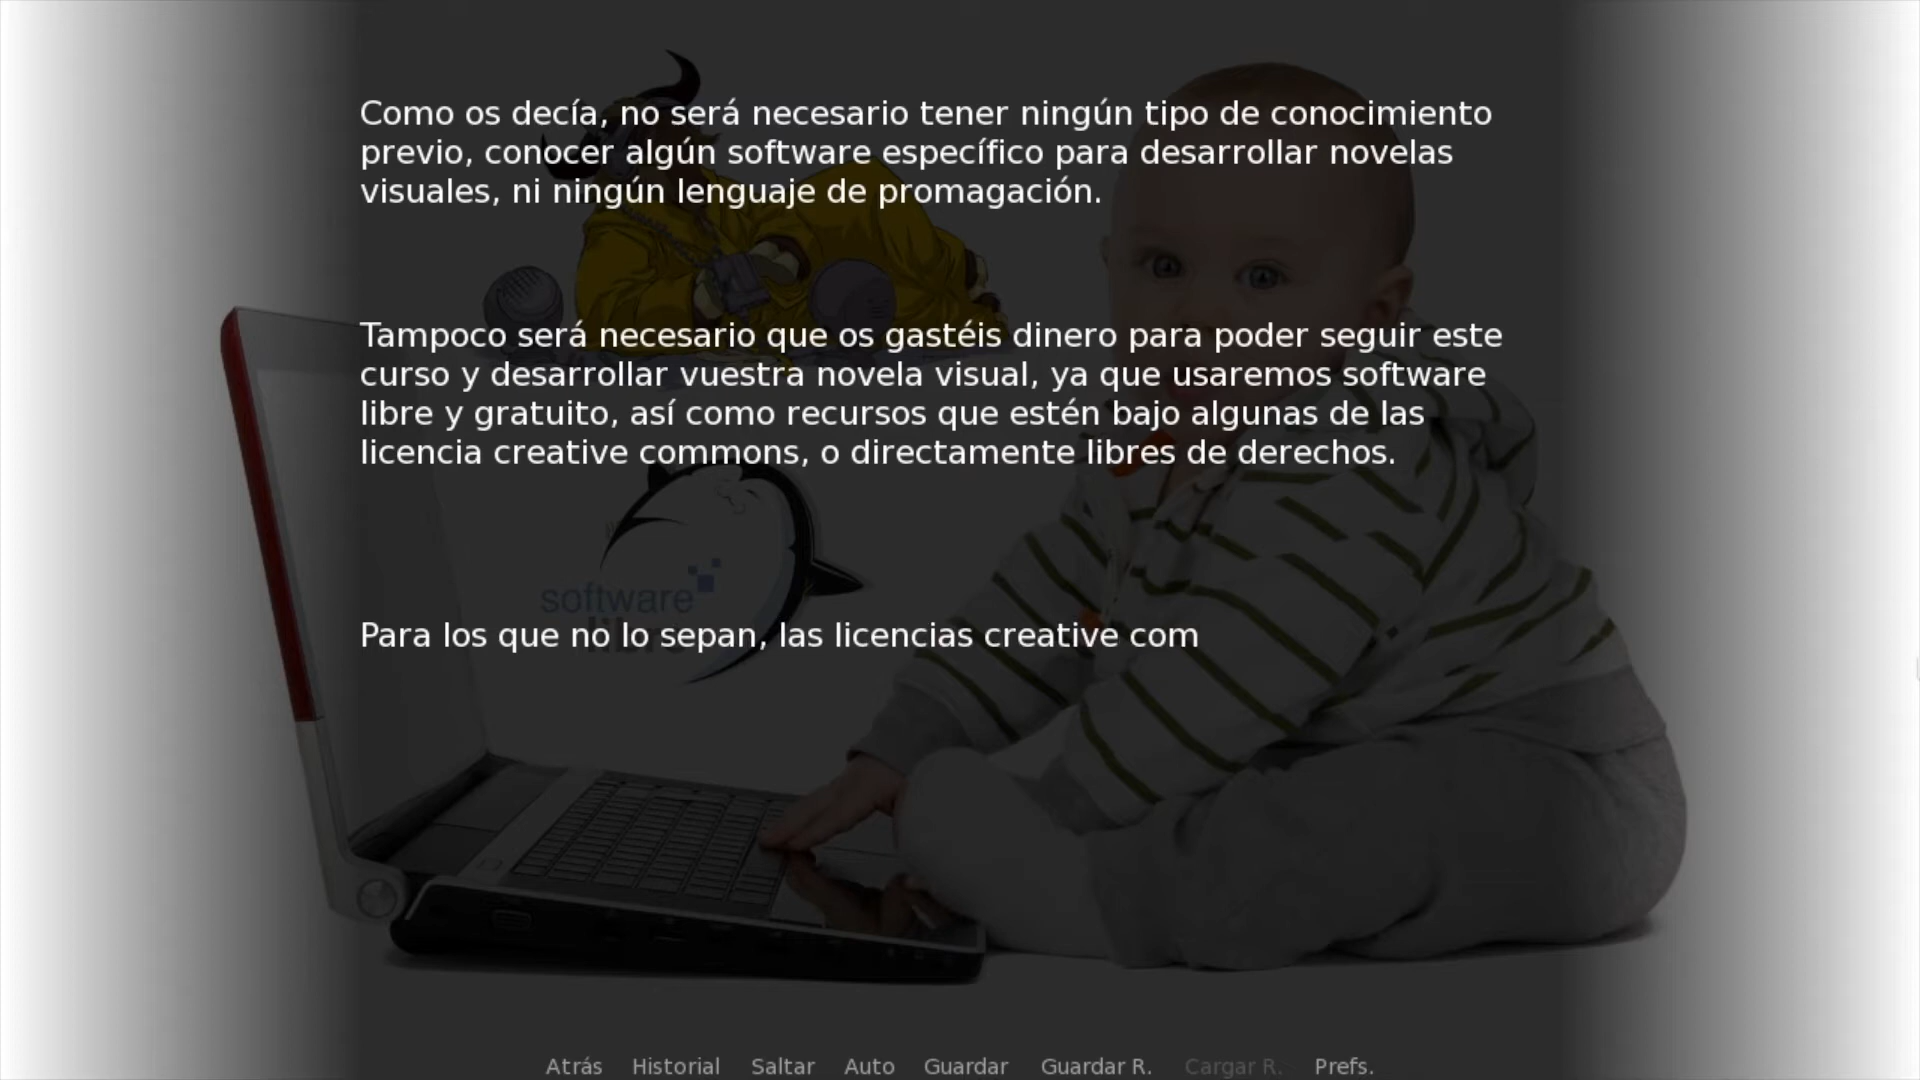 Como os decía, no será necesario tener ningún tipo de conocimiento
previo, conocer algún software específico para desarrollar novelas
visuales, ni ningún lenguaje de promagación.
Tampoco será necesario que os gastéis dinero para poder seguir este
curso y desarrollar vuestra novela visual, ya que usaremos software
libre y gratuito, así como recursos que estén bajo algunas de las
licencia creative commons, o directamente libres de derechos.
software
libre
Para los que no lo sepan, las licencias creative com
Atrás Historial Saltar Auto Guardar Guardar R. Cargar R. Prefs.